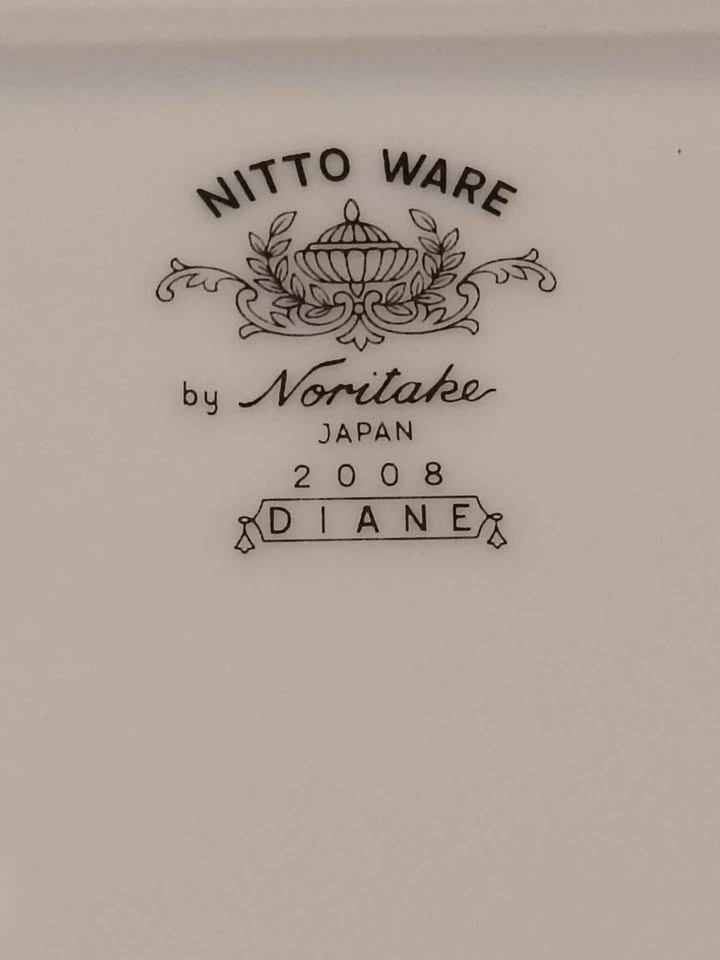 NITTO WARE
by Noritake
JAPAN
2008
DIANE